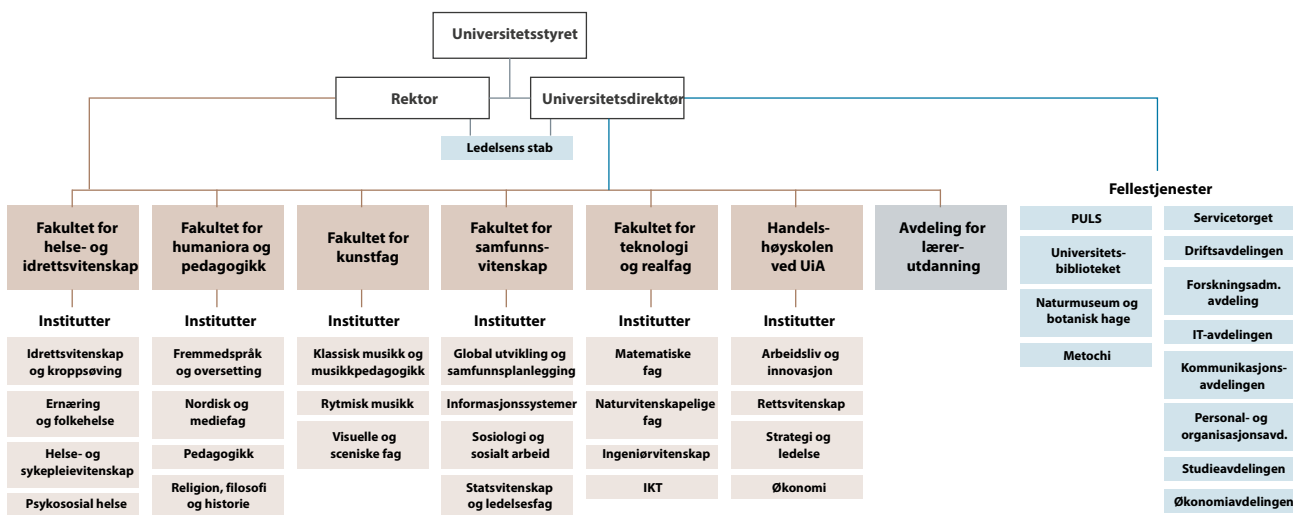 Universitetsstyret
Rektor
Universitetsdirektør
Ledelsens stab
Fakultet for
helse- og
idrettsvitenskap
Institutter
Idrettsvitenskap
og kroppsøving
Ernæring
og folkehelse
Helse- og
sykepleievitenskap
Psykososial helse
Fakultet for
humaniora og
pedagogikk
Institutter
Fremmedspråk
og oversetting
Nordisk og
mediefag
Pedagogikk
Religion, filosofi
og historie
Fakultet for
kunstfag
Institutter
Klassisk musikk og
musikkpedagogikk
Rytmisk musikk
Visuelle og
sceniske fag
Fakultet for
samfunns-
vitenskap
Institutter
Global utvikling og
samfunnsplanlegging
Informasjonssystemer
Sosiologi og
sosialt arbeid
Statsvitenskap
og ledelsesfag
Fakultet for
teknologi
og realfag
Institutter
Matematiske
fag
Naturvitenskapelige
fag
Ingeniørvitenskap
IKT
Handels-
høyskolen
ved UiA
Institutter
Arbeidsliv og
innovasjon
Rettsvitenskap
Strategi og
ledelse
Økonomi
Avdeling for
lærer-
utdanning
Fellestjenester
PULS
Universitets-
biblioteket
Naturmuseum og
botanisk hage
Metochi
Servicetorget
Driftsavdelingen
Forskningsadm.
avdeling
IT-avdelingen
Kommunikasjons-
avdelingen
Personal- og
organisasjonsavd.
Studieavdelingen
Økonomiavdelingen